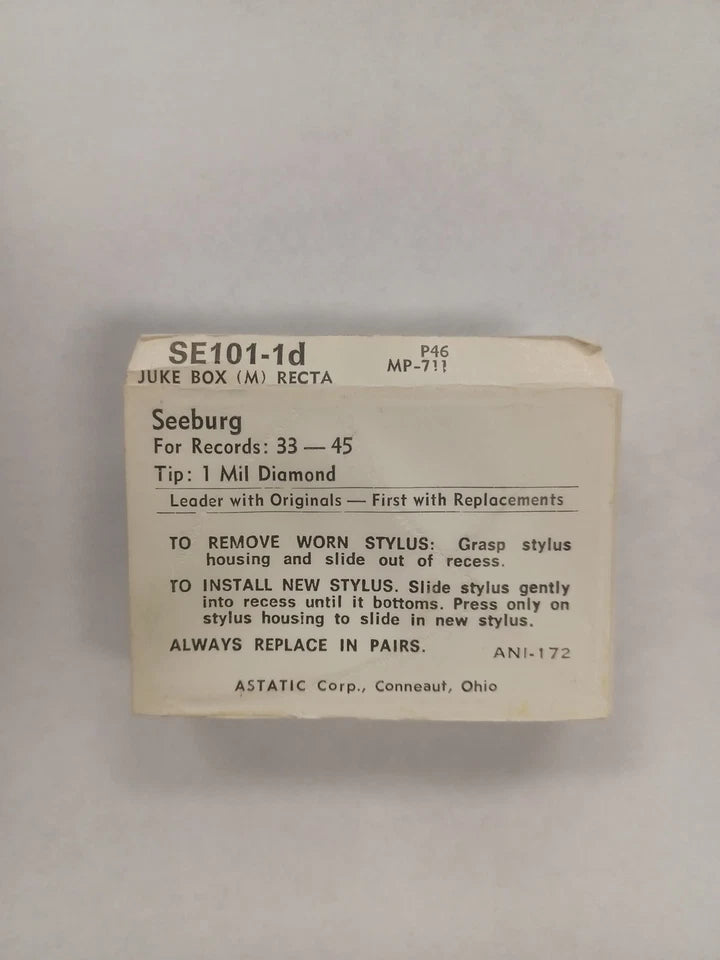 SE101-1d
P46
JUKE BOX (M) RECTA
MP-711
Seeburg
For Records: 33 — 45
Tip: 1 Mil Diamond
Leader with Originals — First with Replacements
TO REMOVE WORN STYLUS: Grasp stylus
housing and slide out of recess.
TO INSTALL NEW STYLUS. Slide stylus gently
into recess until it bottoms. Press only on
stylus housing to slide in new stylus.
ALWAYS REPLACE IN PAIRS.
ANI-172
ASTATIC Corp., Conneaut, Ohio